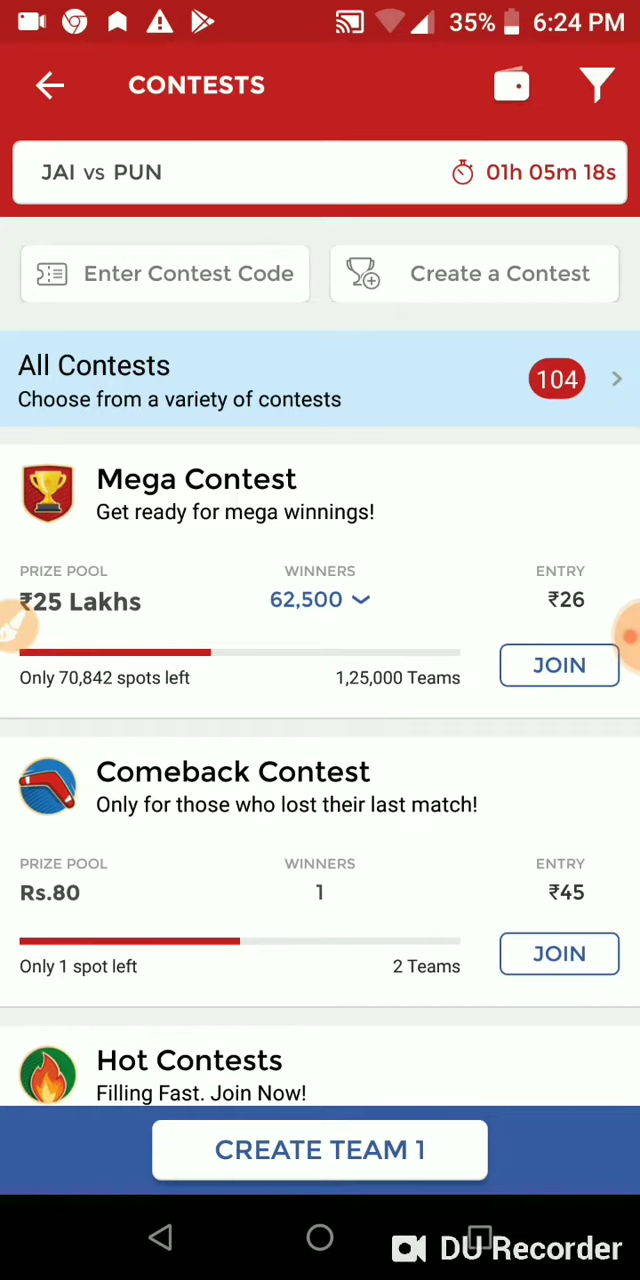 35% 6:24 PM
CONTESTS
JAI vs PUN 01h 05m 18s
Enter Contest Code Create a Contest
All Contests
104
Choose from a variety of contests
Mega Contest
Get ready for mega winnings!
PRIZE POOL WINNERS ENTRY
₹25 Lakhs 62,500 ₹26
Only 70,842 spots left 1,25,000 Teams JOIN
Comeback Contest
Only for those who lost their last match!
PRIZE POOL WINNERS ENTRY
Rs.80 1 ₹45
Only 1 spot left 2 Teams JOIN
Hot Contests
Filling Fast. Join Now!
CREATE TEAM 1
DU Recorder